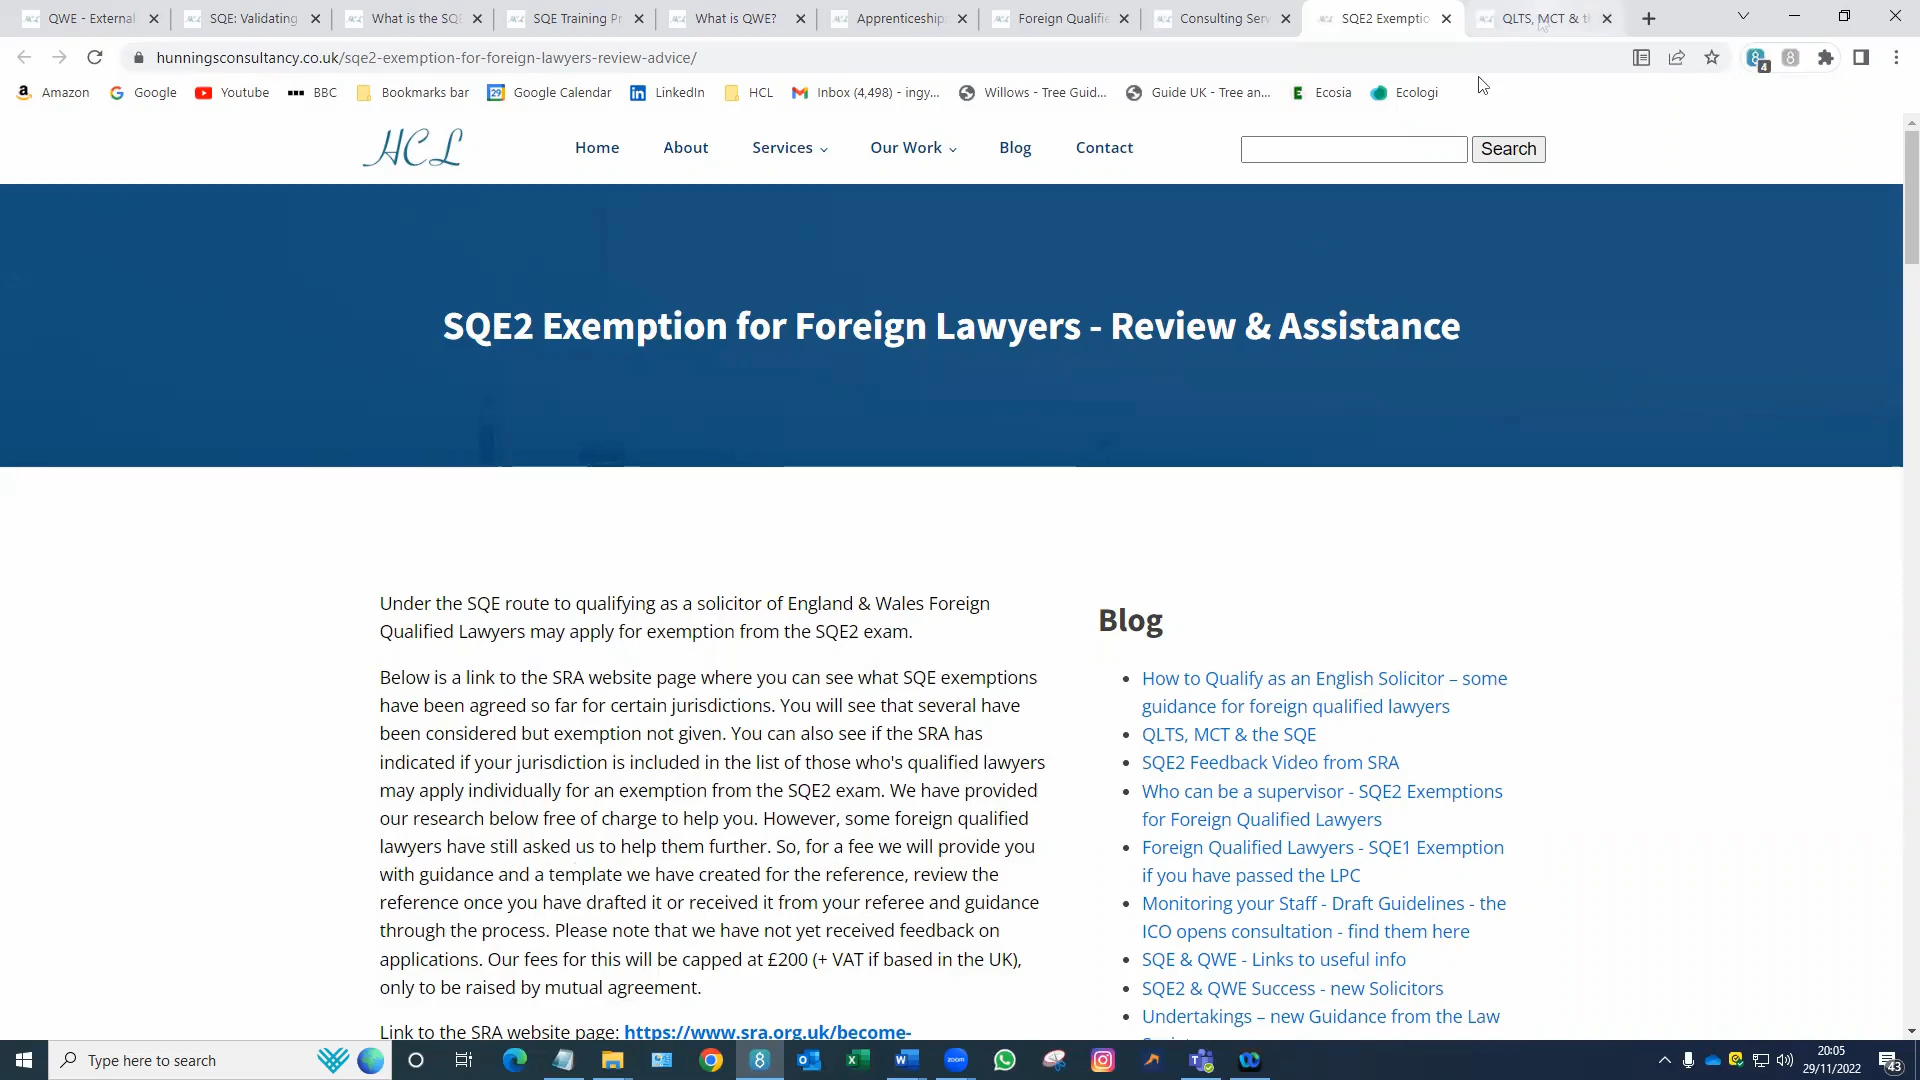 QWE - External
SQE: Validating
What is the SQE
SQE Training Pr
What is QWE?
Apprenticeship
Foreign Qualifie
Consulting Serv
SQE2 Exemptio
QLTS, MCT & t
hunningsconsultancy.co.uk/sqe2-exemption-for-foreign-lawyers-review-advice/
8 4
8
Amazon
Google
Youtube
BBC
Bookmarks bar
29 Google Calendar
LinkedIn
HCL
Inbox (4,498) - ingy...
Willows - Tree Guid...
Guide UK - Tree an...
Ecosia
Ecologi
HCL
Home
About
Services
Our Work
Blog
Contact
Search
SQE2 Exemption for Foreign Lawyers - Review & Assistance
Under the SQE route to qualifying as a solicitor of England & Wales Foreign
Qualified Lawyers may apply for exemption from the SQE2 exam.
Below is a link to the SRA website page where you can see what SQE exemptions
have been agreed so far for certain jurisdictions. You will see that several have
been considered but exemption not given. You can also see if the SRA has
indicated if your jurisdiction is included in the list of those who's qualified lawyers
may apply individually for an exemption from the SQE2 exam. We have provided
our research below free of charge to help you. However, some foreign qualified
lawyers have still asked us to help them further. So, for a fee we will provide you
with guidance and a template we have created for the reference, review the
reference once you have drafted it or received it from your referee and guidance
through the process. Please note that we have not yet received feedback on
applications. Our fees for this will be capped at £200 (+ VAT if based in the UK),
only to be raised by mutual agreement.
Link to the SRA website page: https://www.sra.org.uk/become-
Blog
How to Qualify as an English Solicitor – some
guidance for foreign qualified lawyers
QLTS, MCT & the SQE
SQE2 Feedback Video from SRA
Who can be a supervisor - SQE2 Exemptions
for Foreign Qualified Lawyers
Foreign Qualified Lawyers - SQE1 Exemption
if you have passed the LPC
Monitoring your Staff - Draft Guidelines - the
ICO opens consultation - find them here
SQE & QWE - Links to useful info
SQE2 & QWE Success - new Solicitors
Undertakings – new Guidance from the Law
Type here to search
zoom
20:05
29/11/2022
43